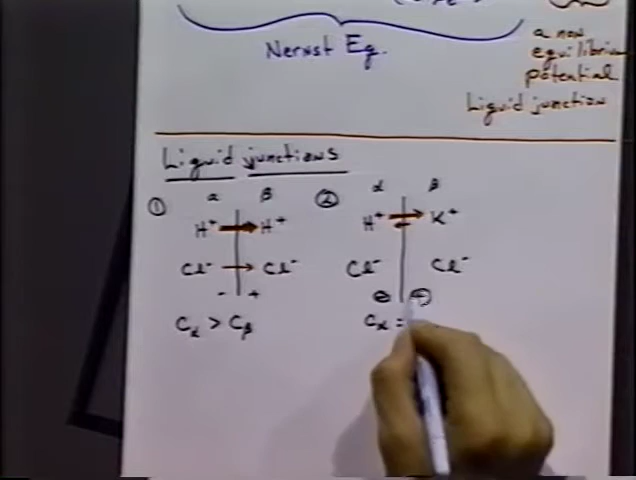 Nernst Eq.
a non
equilibrium
potential
Liquid junction
Liquid junctions
① α β ② α β
H⁺ H⁺ H⁺ K⁺
Cl⁻ Cl⁻ Cl⁻ Cl⁻
- + ⊖ ⊕
Cα > Cβ Cα =